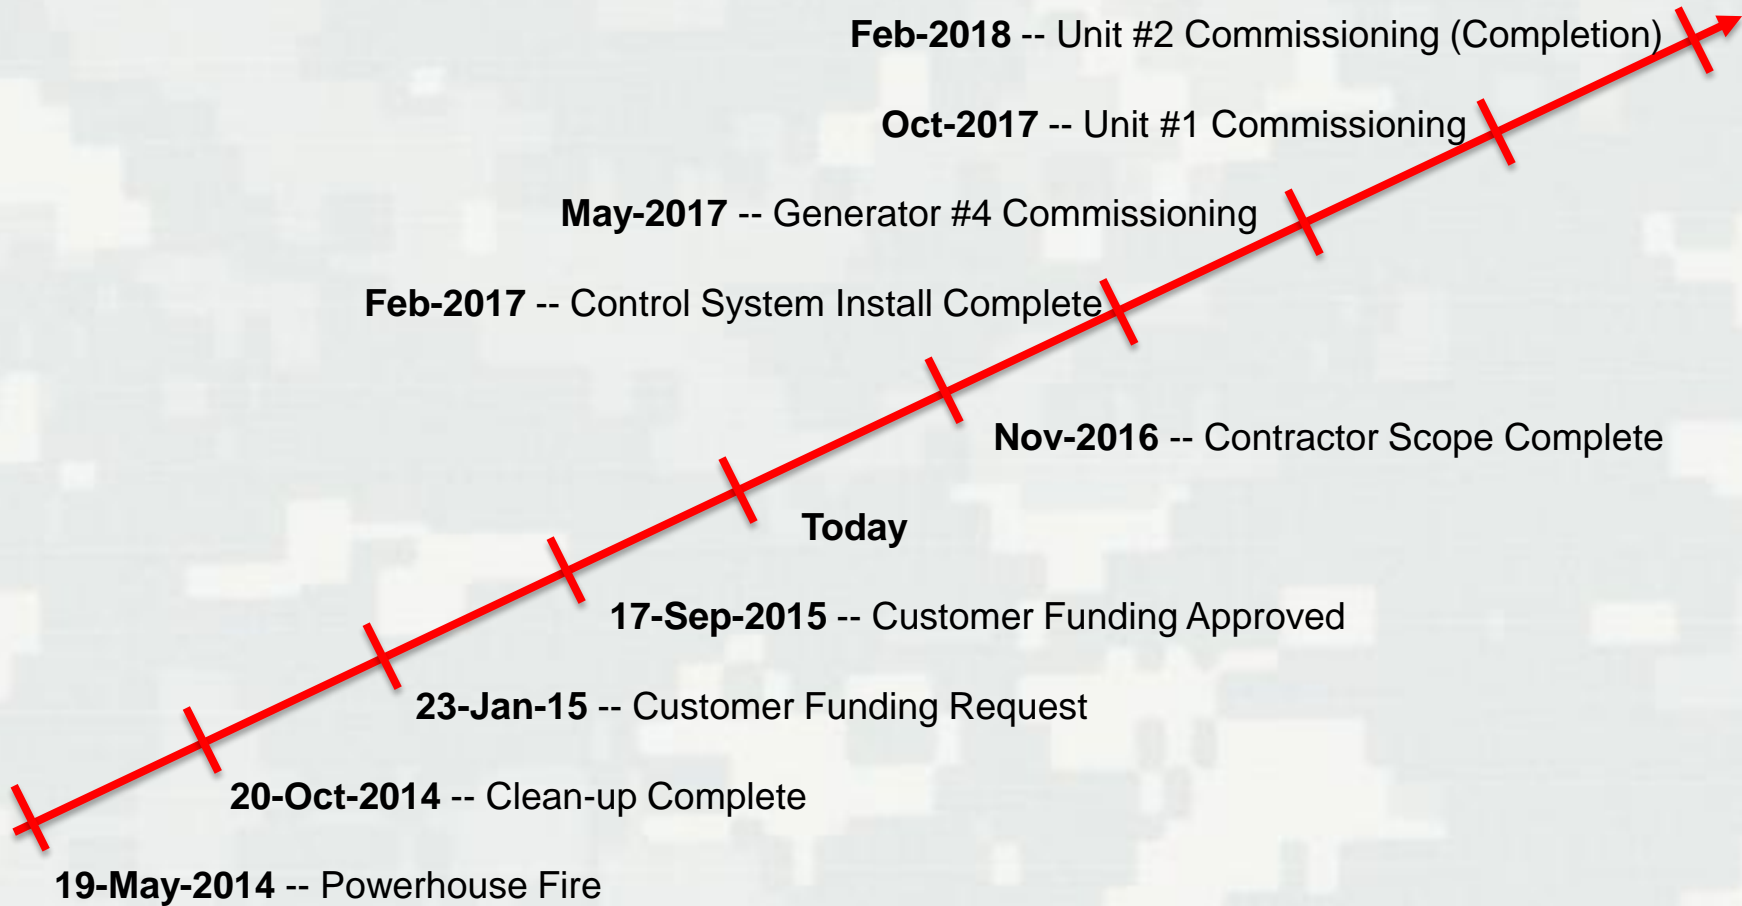 Feb-2018 -- Unit #2 Commissioning (Completion)
Oct-2017 -- Unit #1 Commissioning
May-2017 -- Generator #4 Commissioning
Feb-2017 -- Control System Install Complete
Nov-2016 -- Contractor Scope Complete
Today
17-Sep-2015 -- Customer Funding Approved
23-Jan-15 -- Customer Funding Request
20-Oct-2014 -- Clean-up Complete
19-May-2014 -- Powerhouse Fire